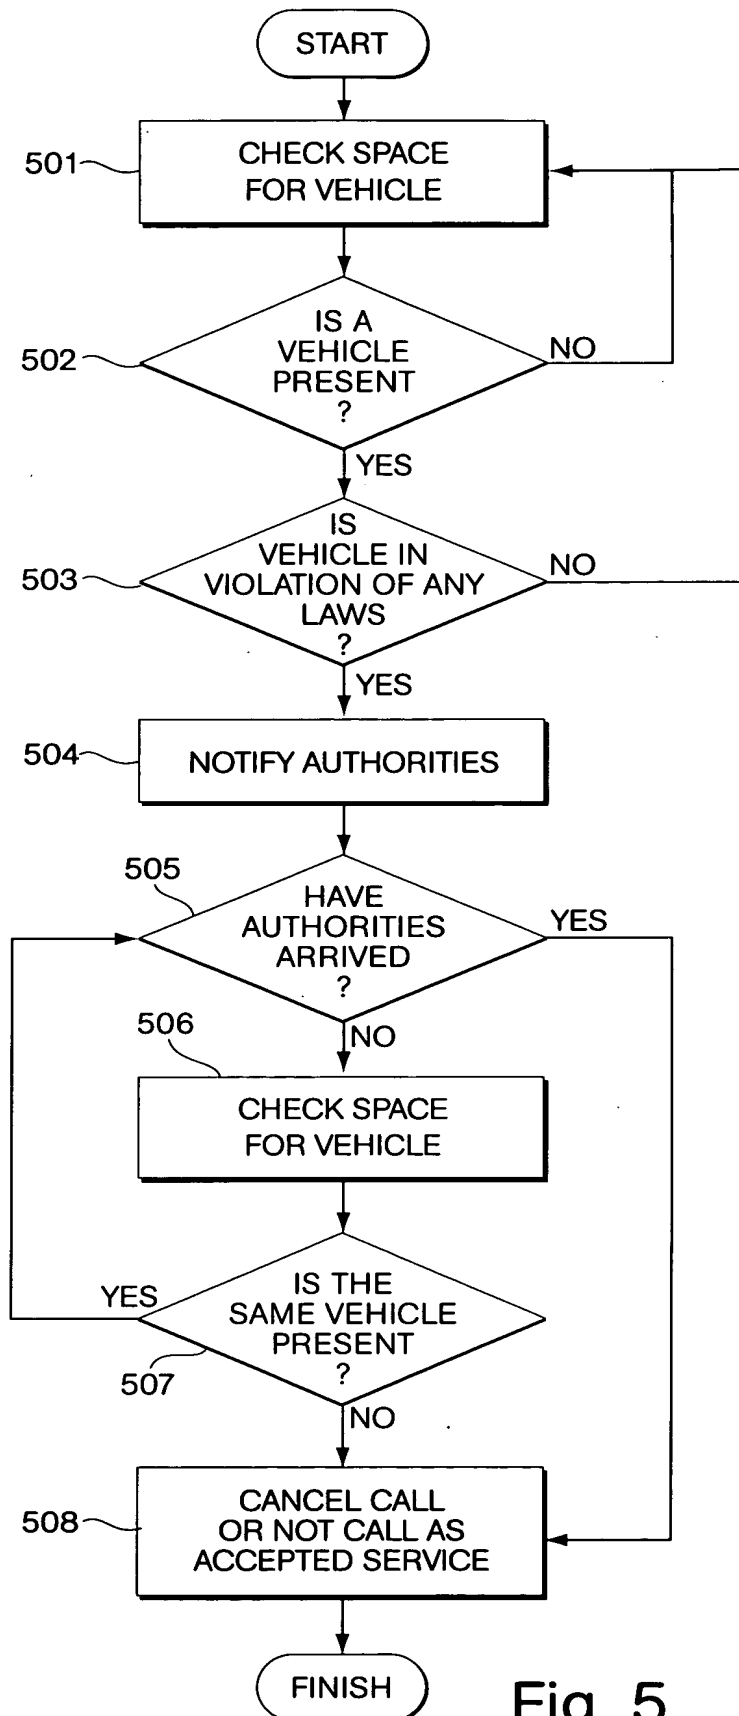 START
501
CHECK SPACE
FOR VEHICLE
502
IS A
VEHICLE
PRESENT
?
NO
YES
503
IS
VEHICLE IN
VIOLATION OF ANY
LAWS
?
NO
YES
504
NOTIFY AUTHORITIES
505
HAVE
AUTHORITIES
ARRIVED
?
YES
NO
506
CHECK SPACE
FOR VEHICLE
YES
IS THE
SAME VEHICLE
PRESENT
?
507
NO
508
CANCEL CALL
OR NOT CALL AS
ACCEPTED SERVICE
FINISH
Fig. 5